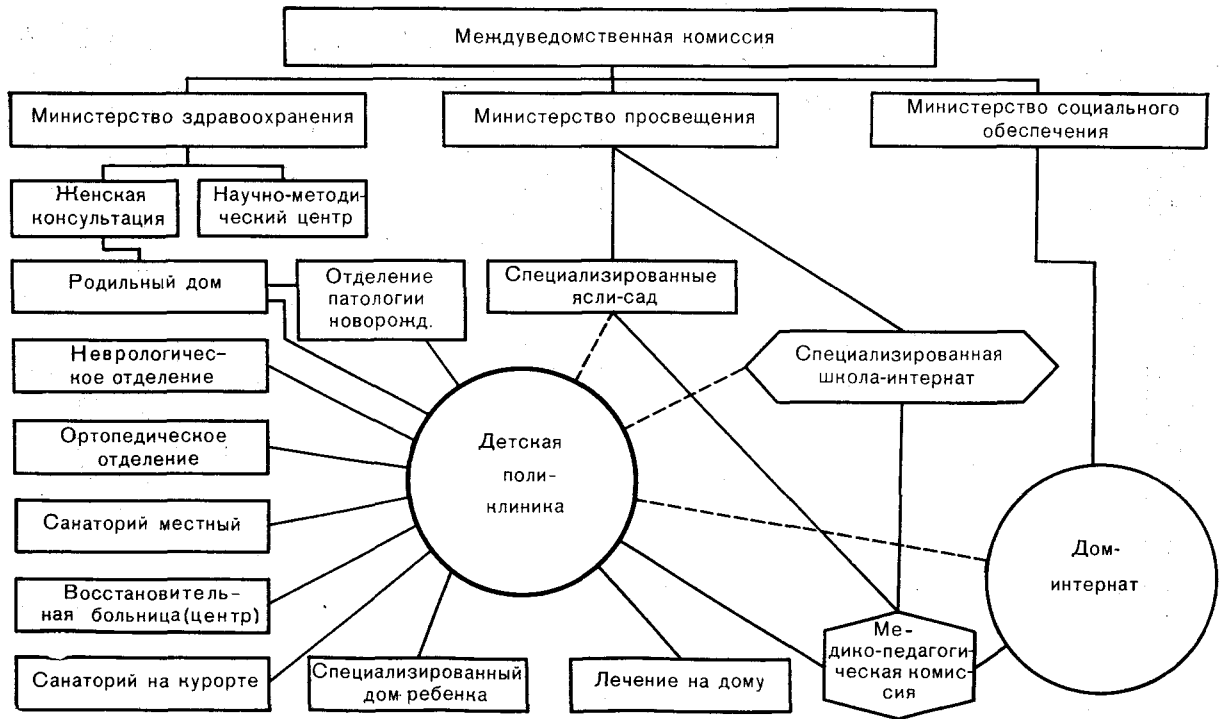 Междуведомственная комиссия
Министерство здравоохранения
Министерство просвещения
Министерство социального
обеспечения
Женская
консультация
Научно-методи-
ческий центр
Родильный дом
Отделение
патологии
новорожд.
Специализированные
ясли-сад
Неврологичес-
кое отделение
Специализированная
школа-интернат
Ортопедическое
отделение
Детская
поли-
клиника
Санаторий местный
Дом-
интернат
Восстановитель-
ная больница(центр)
Ме-
дико-педагоги-
ческая комис-
сия
Санаторий на курорте
Специализированный
дом ребенка
Лечение на дому